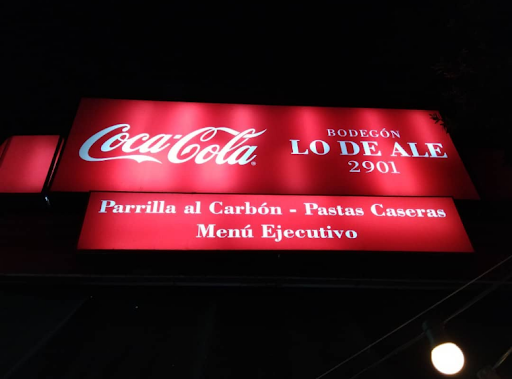 Coca-Cola
BODEGÓN
LO DE ALE
2901
Parrilla al Carbón - Pastas Caseras
Menú Ejecutivo